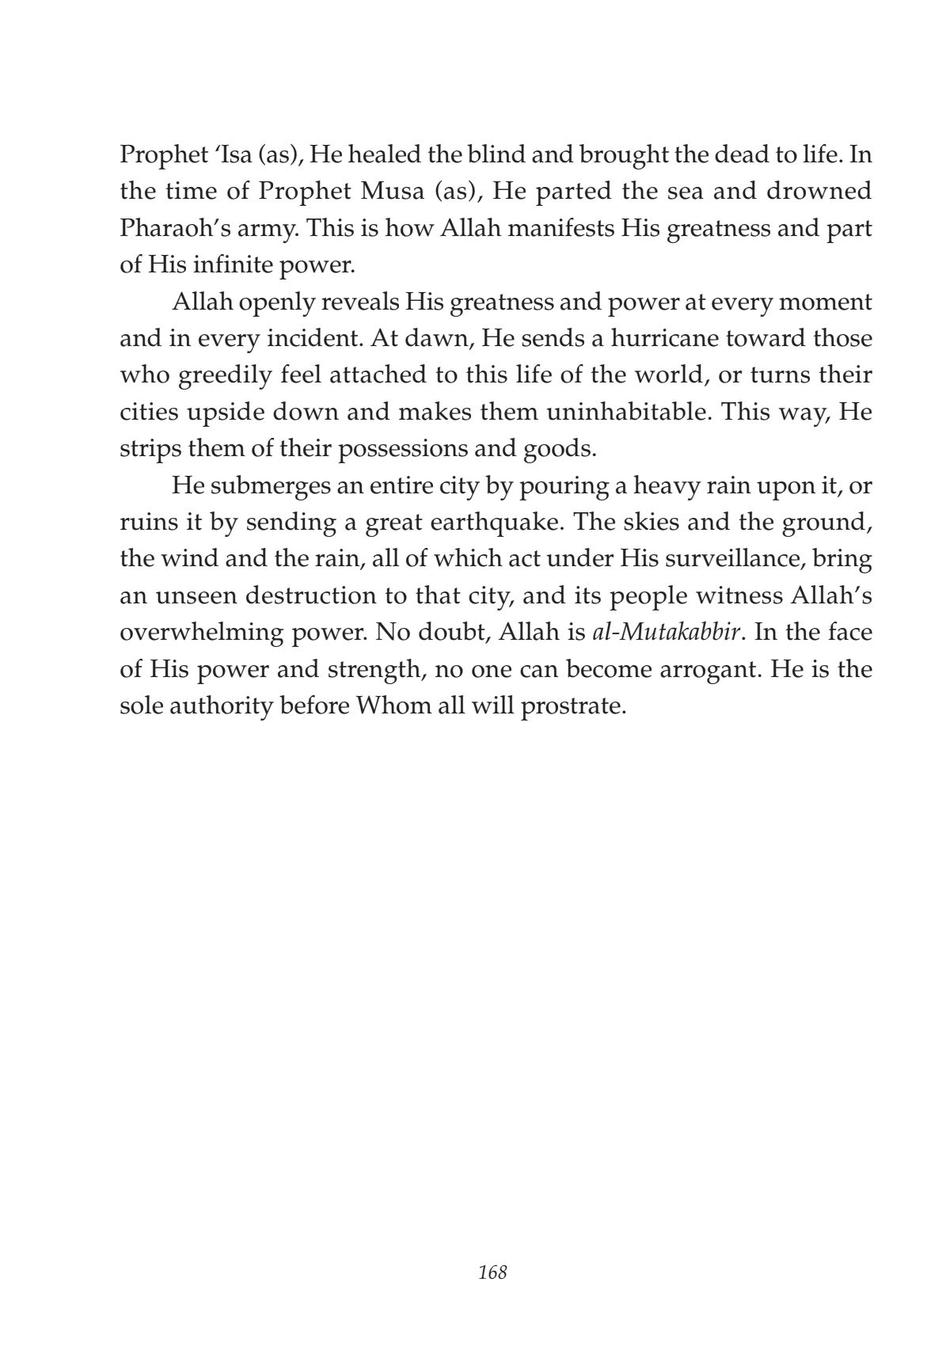 Prophet ‘Isa (as), He healed the blind and brought the dead to life. In
the time of Prophet Musa (as), He parted the sea and drowned
Pharaoh’s army. This is how Allah manifests His greatness and part
of His infinite power.
Allah openly reveals His greatness and power at every moment
and in every incident. At dawn, He sends a hurricane toward those
who greedily feel attached to this life of the world, or turns their
cities upside down and makes them uninhabitable. This way, He
strips them of their possessions and goods.
He submerges an entire city by pouring a heavy rain upon it, or
ruins it by sending a great earthquake. The skies and the ground,
the wind and the rain, all of which act under His surveillance, bring
an unseen destruction to that city, and its people witness Allah’s
overwhelming power. No doubt, Allah is al-Mutakabbir. In the face
of His power and strength, no one can become arrogant. He is the
sole authority before Whom all will prostrate.
168